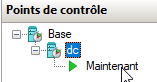 Points de contrôle
Base
dc
Maintenant